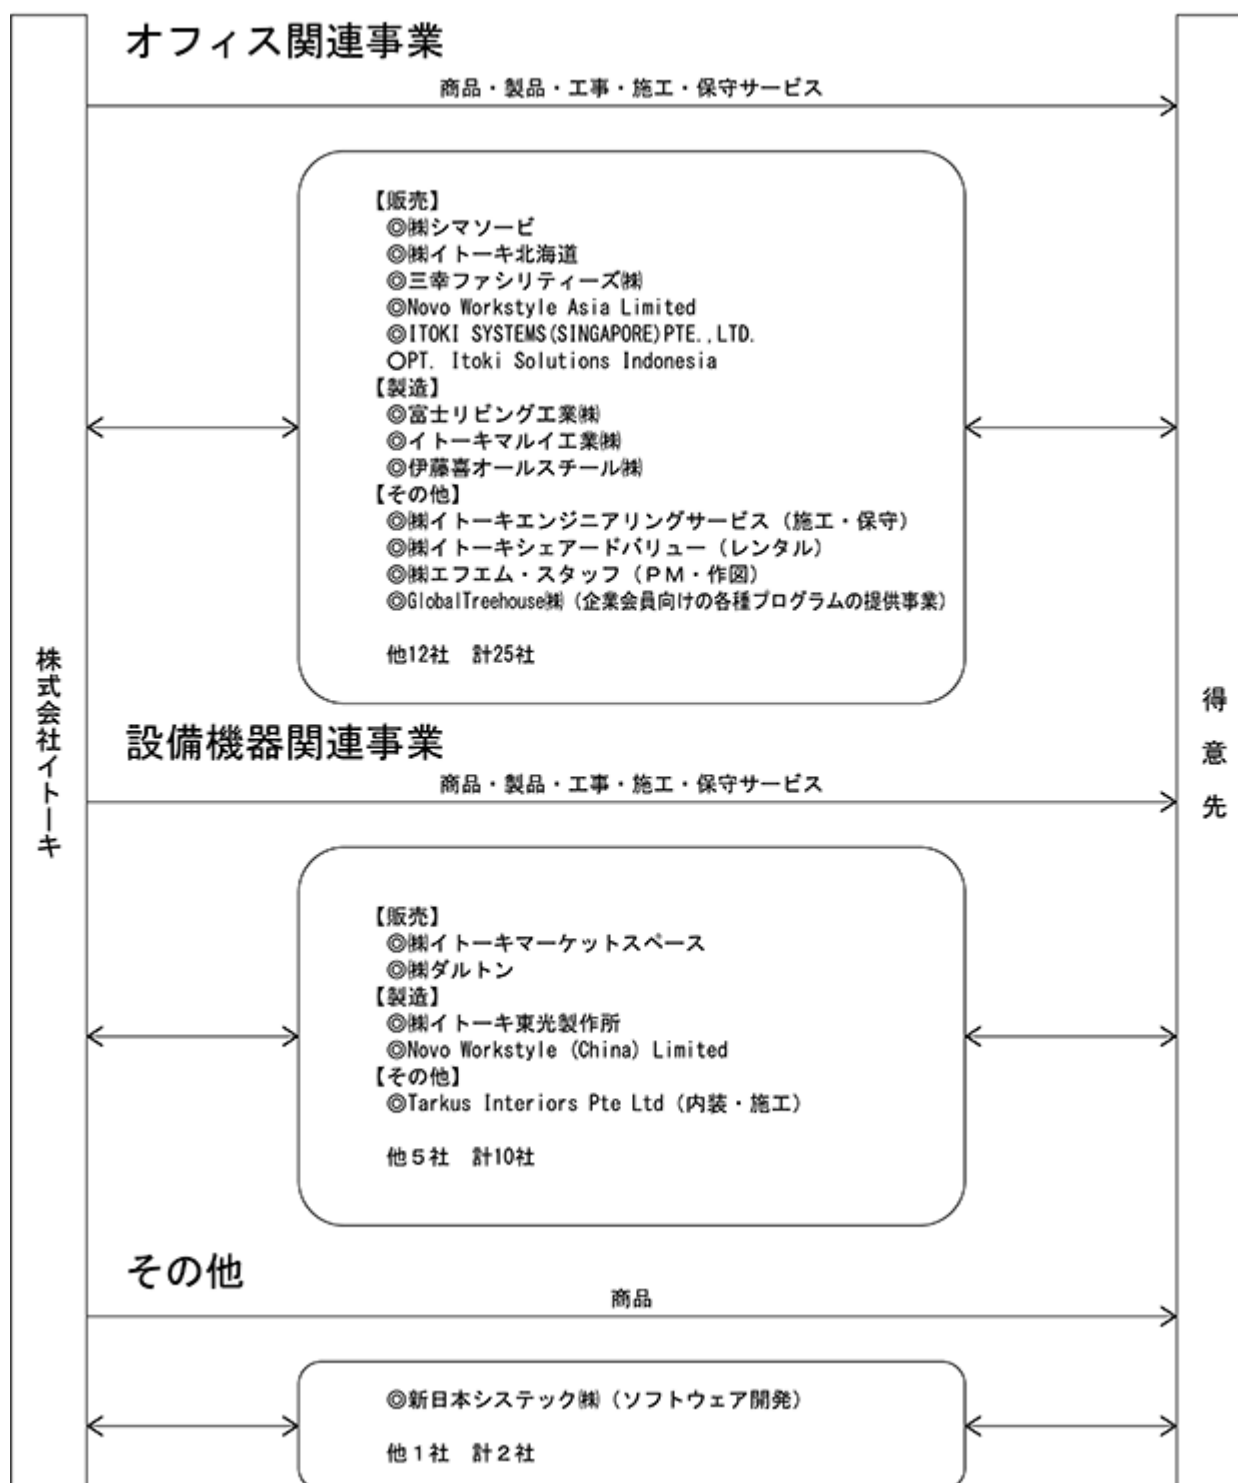 オフィス関連事業
商品・製品・工事・施工・保守サービス
【販売】
◎㈱シマソービ
◎㈱イトーキ北海道
◎三幸ファシリティーズ㈱
◎Novo Workstyle Asia Limited
◎ITOKI SYSTEMS(SINGAPORE)PTE.,LTD.
○PT. Itoki Solutions Indonesia
【製造】
◎富士リビング工業㈱
◎イトーキマルイ工業㈱
◎伊藤喜オールスチール㈱
【その他】
◎㈱イトーキエンジニアリングサービス（施工・保守）
◎㈱イトーキシェアードバリュー（レンタル）
◎㈱エフエム・スタッフ（ＰＭ・作図）
◎GlobalTreehouse㈱（企業会員向けの各種プログラムの提供事業）
他12社　計25社
株式会社イトーキ
得意先
設備機器関連事業
商品・製品・工事・施工・保守サービス
【販売】
◎㈱イトーキマーケットスペース
◎㈱ダルトン
【製造】
◎㈱イトーキ東光製作所
◎Novo Workstyle (China) Limited
【その他】
◎Tarkus Interiors Pte Ltd（内装・施工）
他５社　計10社
その他
商品
◎新日本システック㈱（ソフトウェア開発）
他１社　計２社